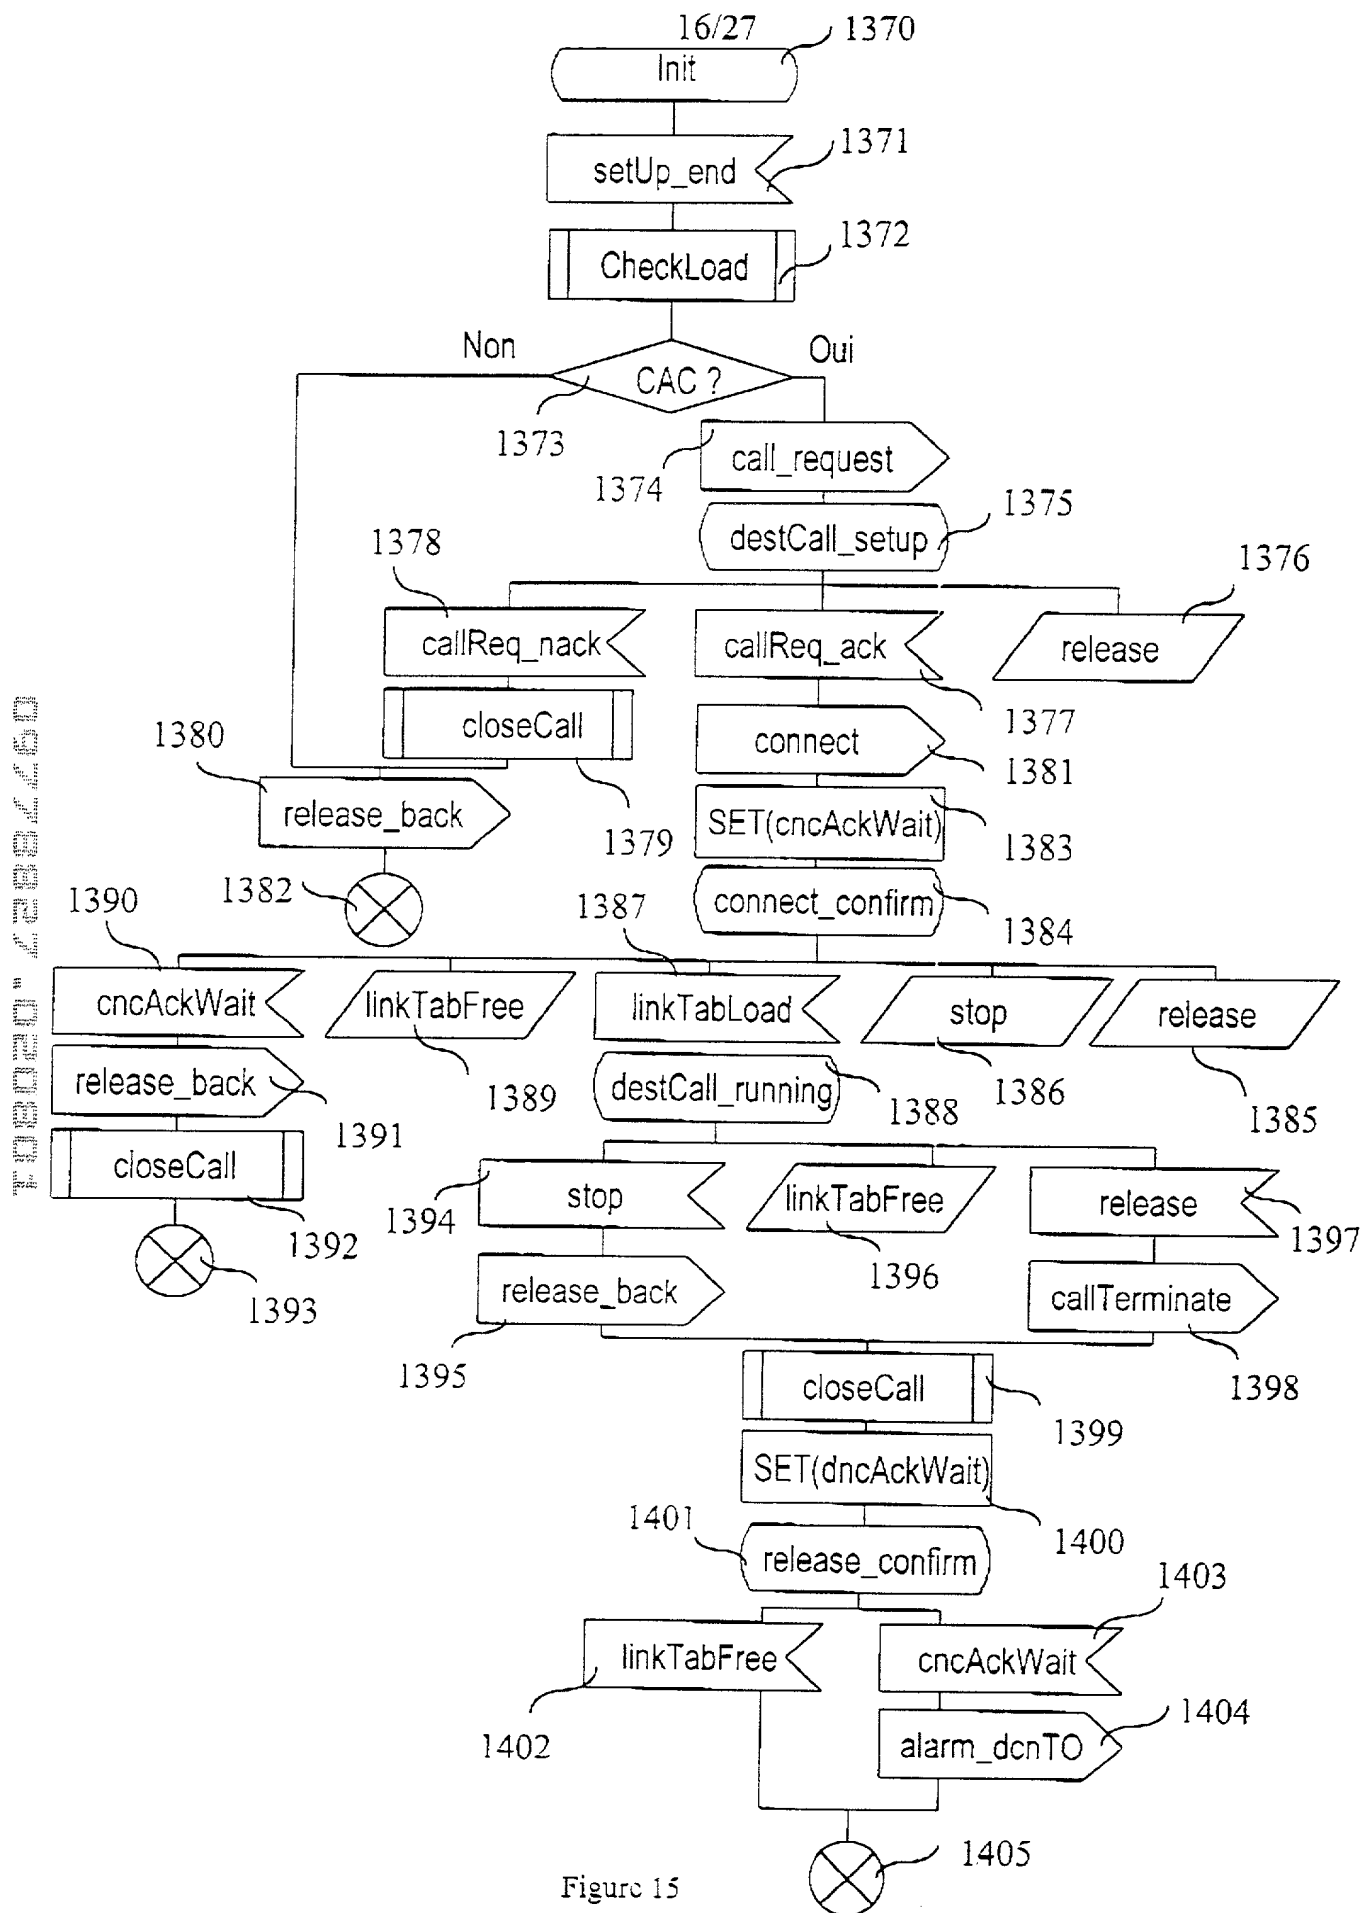 16/27
1370
Init
1371
setUp_end
1372
CheckLoad
Non
Oui
CAC ?
1373
call_request
1374
1375
destCall_setup
1378
1376
callReq_nack
callReq_ack
release
1377
closeCall
connect
1380
1381
release_back
1379
SET(cncAckWait)
1383
1382
connect_confirm
1384
1390
1387
cncAckWait
linkTabFree
linkTabLoad
stop
release
release_back
1389
destCall_running
1388
1386
1385
1391
closeCall
1394
stop
linkTabFree
release
1392
1397
1393
release_back
1396
callTerminate
1395
1398
closeCall
1399
SET(dncAckWait)
1401
1400
release_confirm
1403
linkTabFree
cncAckWait
1402
1404
alarm_dcnTO
1405
Figure 15